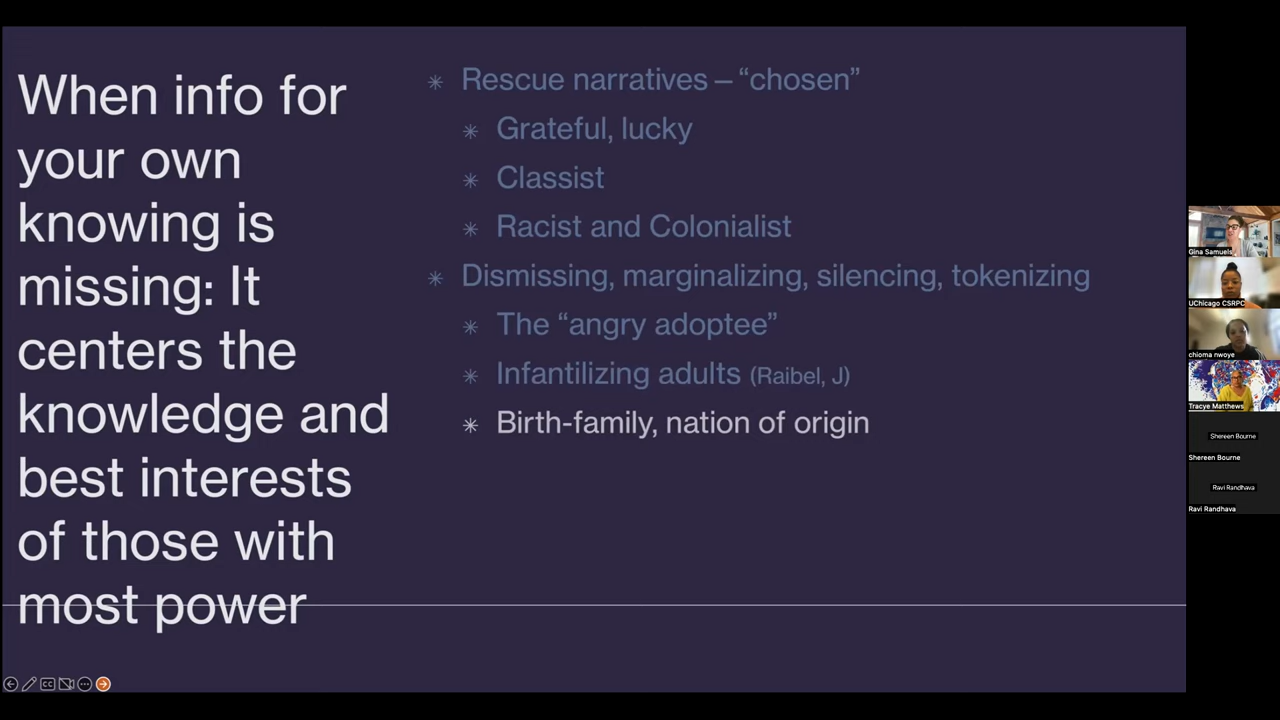 When info for
your own
knowing is
missing: It
centers the
knowledge and
best interests
of those with
most power
Rescue narratives – “chosen”
Grateful, lucky
Classist
Racist and Colonialist
Dismissing, marginalizing, silencing, tokenizing
The “angry adoptee”
Infantilizing adults (Raibel, J)
Birth-family, nation of origin
Gina Samuels
UChicago CSRPC
chioma nwoye
Tracye Matthews
Shereen Bourne
Shereen Bourne
Ravi Randhava
Ravi Randhava
CC